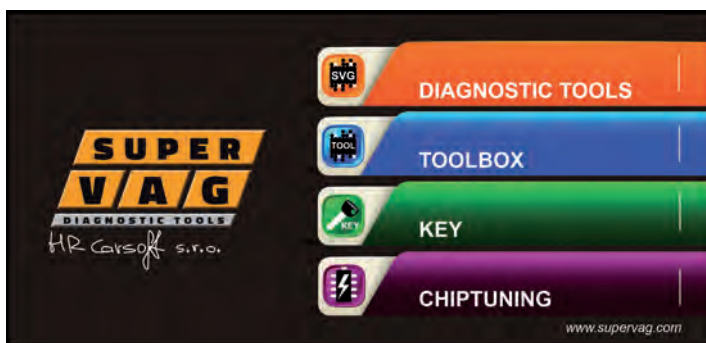 SUPER
VAG
DIAGNOSTIC TOOLS
HR Carsoft s.r.o.
SVG
DIAGNOSTIC TOOLS
TOOL
TOOLBOX
KEY
KEY
CHIPTUNING
www.supervag.com